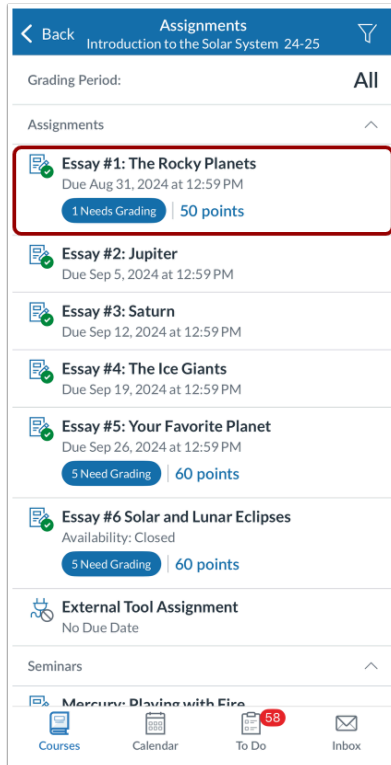 Back
Assignments
Introduction to the Solar System 24-25
Grading Period:
All
Assignments
Essay #1: The Rocky Planets
Due Aug 31, 2024 at 12:59 PM
1 Needs Grading
50 points
Essay #2: Jupiter
Due Sep 5, 2024 at 12:59 PM
Essay #3: Saturn
Due Sep 12, 2024 at 12:59 PM
Essay #4: The Ice Giants
Due Sep 19, 2024 at 12:59 PM
Essay #5: Your Favorite Planet
Due Sep 26, 2024 at 12:59 PM
5 Need Grading
60 points
Essay #6 Solar and Lunar Eclipses
Availability: Closed
5 Need Grading
60 points
External Tool Assignment
No Due Date
Seminars
Mercury: Playing with Fire
58
Courses
Calendar
To Do
Inbox